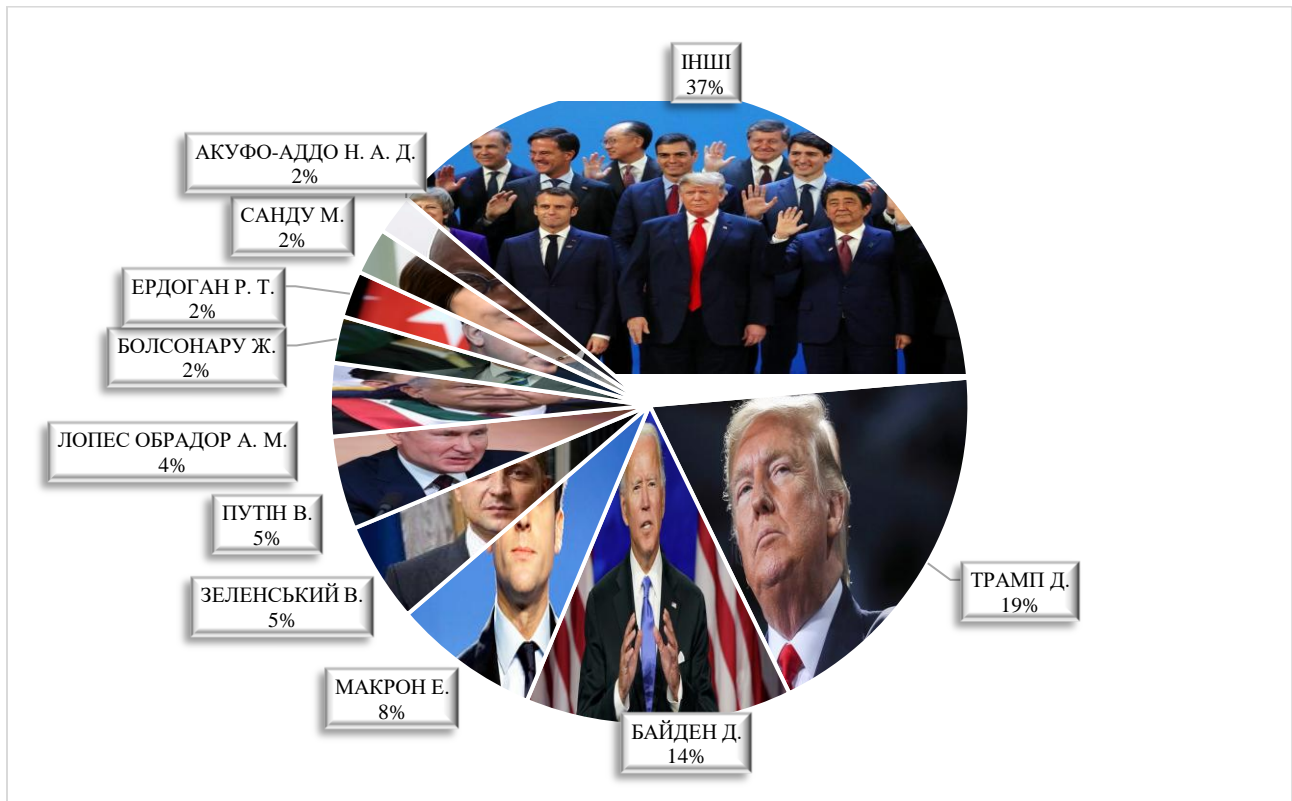 ІНШІ
37%
АКУФО-АДДО Н. А. Д.
2%
САНДУ М.
2%
ЕРДОГАН Р. Т.
2%
БОЛСОНАРУ Ж.
2%
ЛОПЕС ОБРАДОР А. М.
4%
ПУТІН В.
5%
ЗЕЛЕНСЬКИЙ В.
5%
МАКРОН Е.
8%
БАЙДЕН Д.
14%
ТРАМП Д.
19%